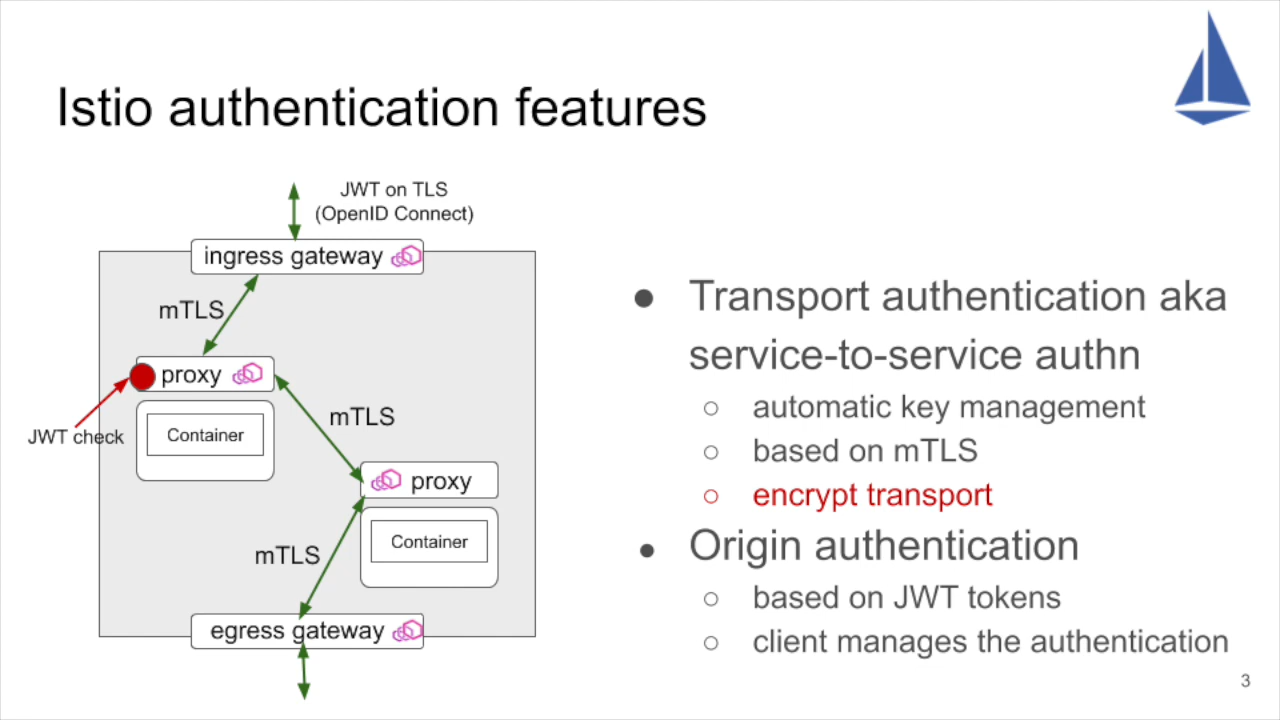 Istio authentication features
JWT on TLS
(OpenID Connect)
ingress gateway
mTLS
proxy
JWT check
Container
mTLS
proxy
Container
mTLS
egress gateway
● Transport authentication aka
service-to-service authn
○ automatic key management
○ based on mTLS
○ encrypt transport
● Origin authentication
○ based on JWT tokens
○ client manages the authentication
3